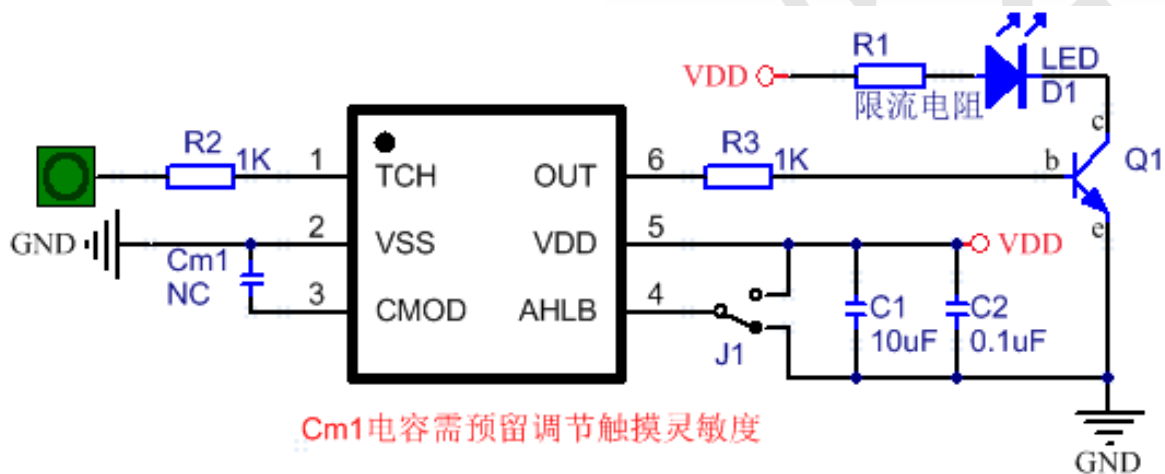 R1
VDD
LED
D1
限流电阻
c
R2
1K
1
TCH
OUT
6
R3
1K
b
Q1
GND
2
VSS
VDD
5
e
VDD
Cm1
NC
3
CMOD
AHLB
4
J1
C1
10uF
C2
0.1uF
Cm1电容需预留调节触摸灵敏度
GND